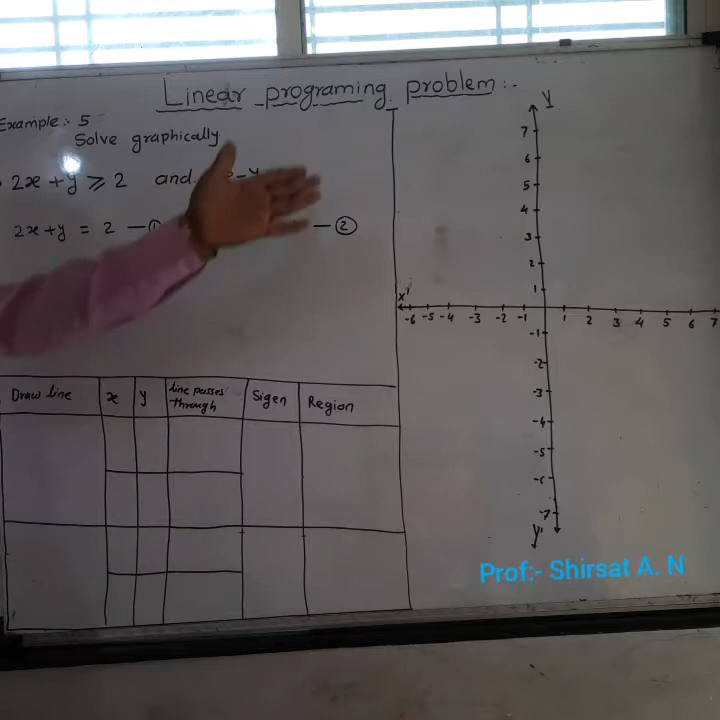 Linear programing problem:-
Example:- 5
Solve graphically
2x + y ⩾ 2 and
2x+y = 2 — ①
— ②
Draw line x y line passes through Sigen Region
Y
7
6
5
4
3
2
1
X' -6 -5 -4 -3 -2 -1 1 2 3 4 5 6 7
-1
-2
-3
-4
-5
-6
-7
Y'
Prof:- Shirsat A. N